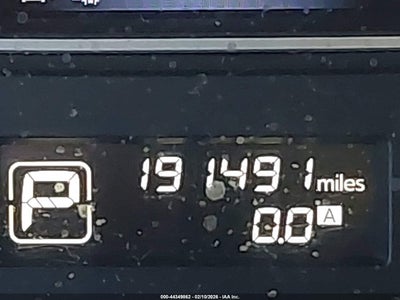 191491 miles
P
0.0 A
000-44349862 - 02/10/2026 - IAA Inc.